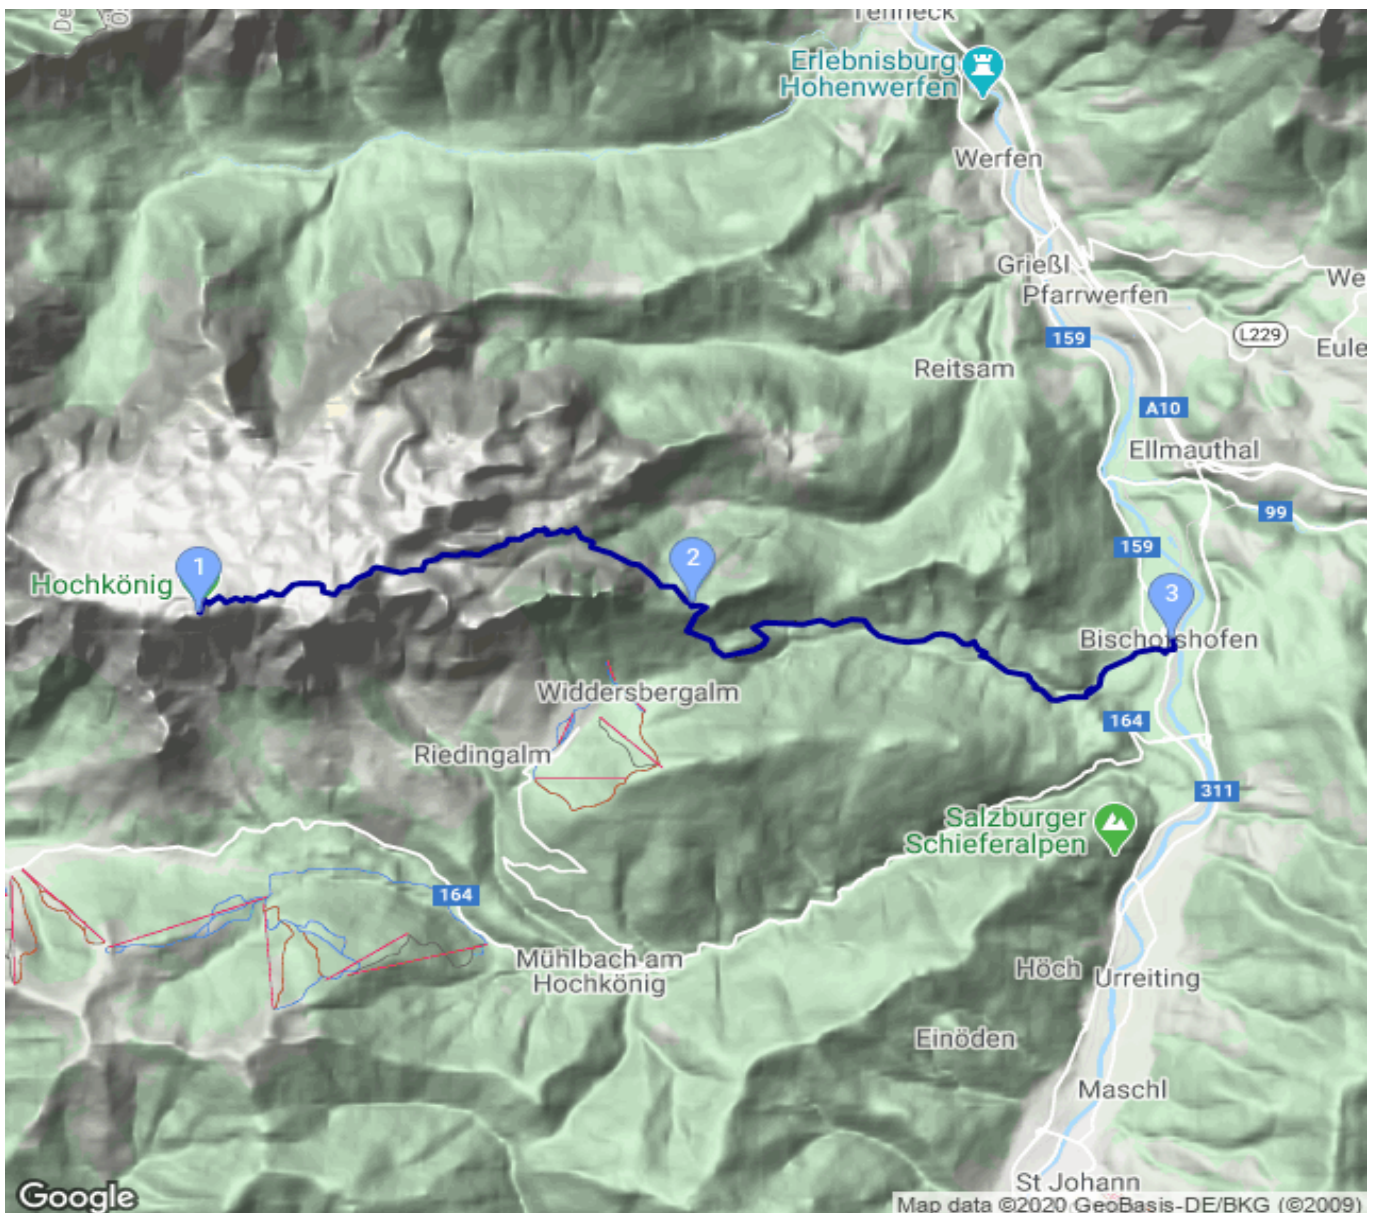 Tenneck
Erlebnisburg
Hohenwerfen
Werfen
Grießl
Pfarrwerfen
We
L229
159
Eule
Reitsam
A10
Ellmauthal
99
159
1
2
Hochkönig
3
Bischofshofen
Widdersbergalm
164
Riedingalm
311
Salzburger
Schieferalpen
164
Mühlbach am
Hochkönig
Höch
Urreiting
Einöden
Maschl
St Johann
Google
Map data ©2020 GeoBasis-DE/BKG (©2009)